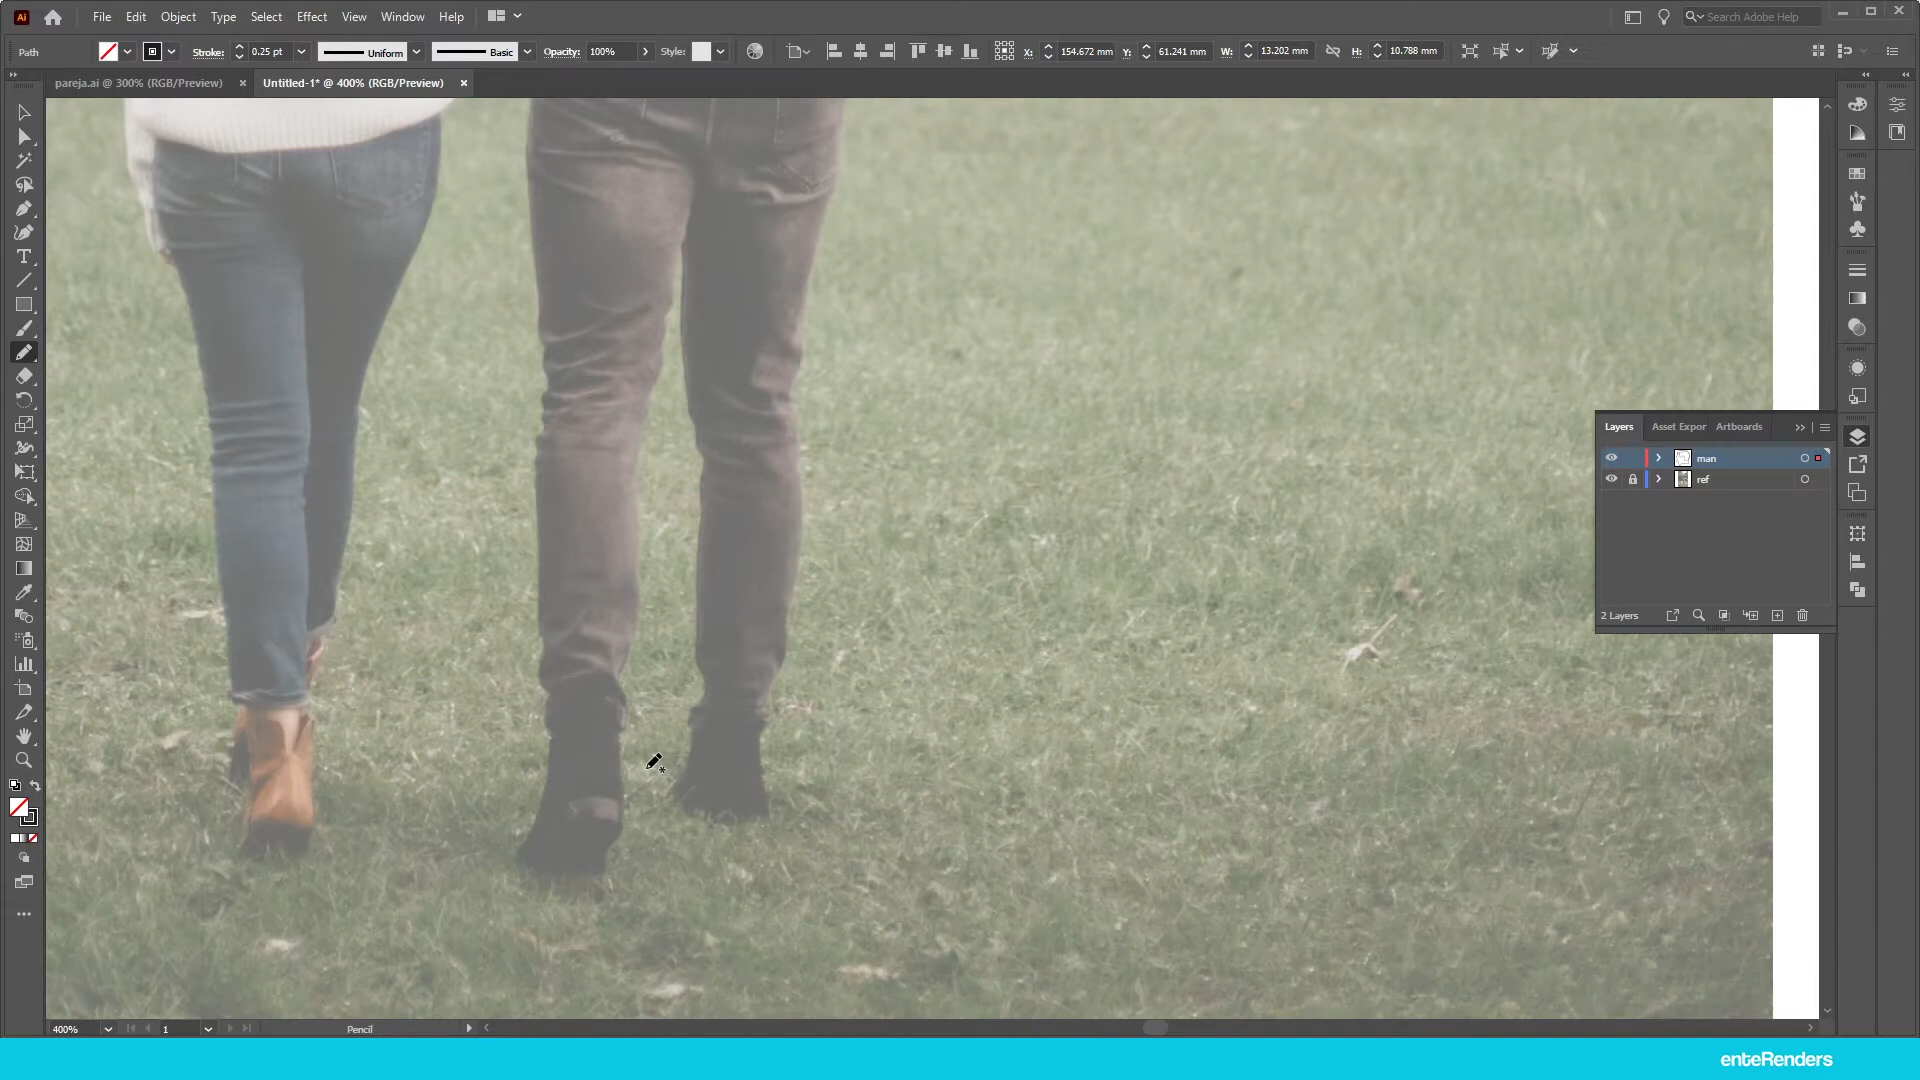 Ai File Edit Object Type Select Effect View Window Help Search Adobe Help
Path Stroke: 0.25 pt Uniform Basic Opacity: 100% Style: X: 154.672 mm Y: 61.241 mm W: 13.202 mm H: 10.788 mm
pareja.ai @ 300% (RGB/Preview) × Untitled-1* @ 400% (RGB/Preview) ×
Layers Asset Expor Artboards
man
ref
2 Layers
400% 1 Pencil
enteRenders